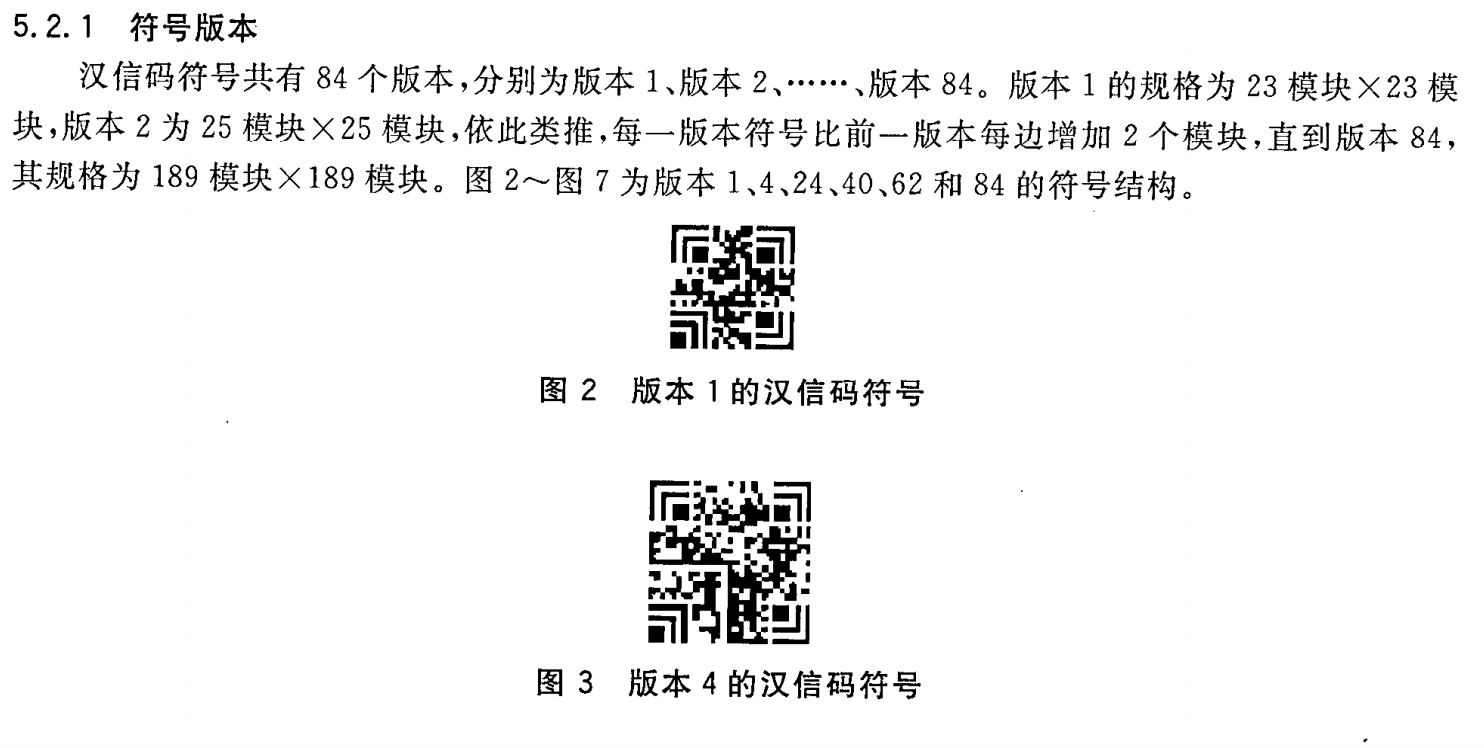 5.2.1 符号版本
汉信码符号共有 84 个版本,分别为版本 1、版本 2、……、版本 84。版本 1 的规格为 23 模块×23 模
块,版本 2 为 25 模块×25 模块,依此类推,每一版本符号比前一版本每边增加 2 个模块,直到版本 84,
其规格为 189 模块×189 模块。图 2～图 7 为版本 1、4、24、40、62 和 84 的符号结构。
图 2 版本 1 的汉信码符号
图 3 版本 4 的汉信码符号